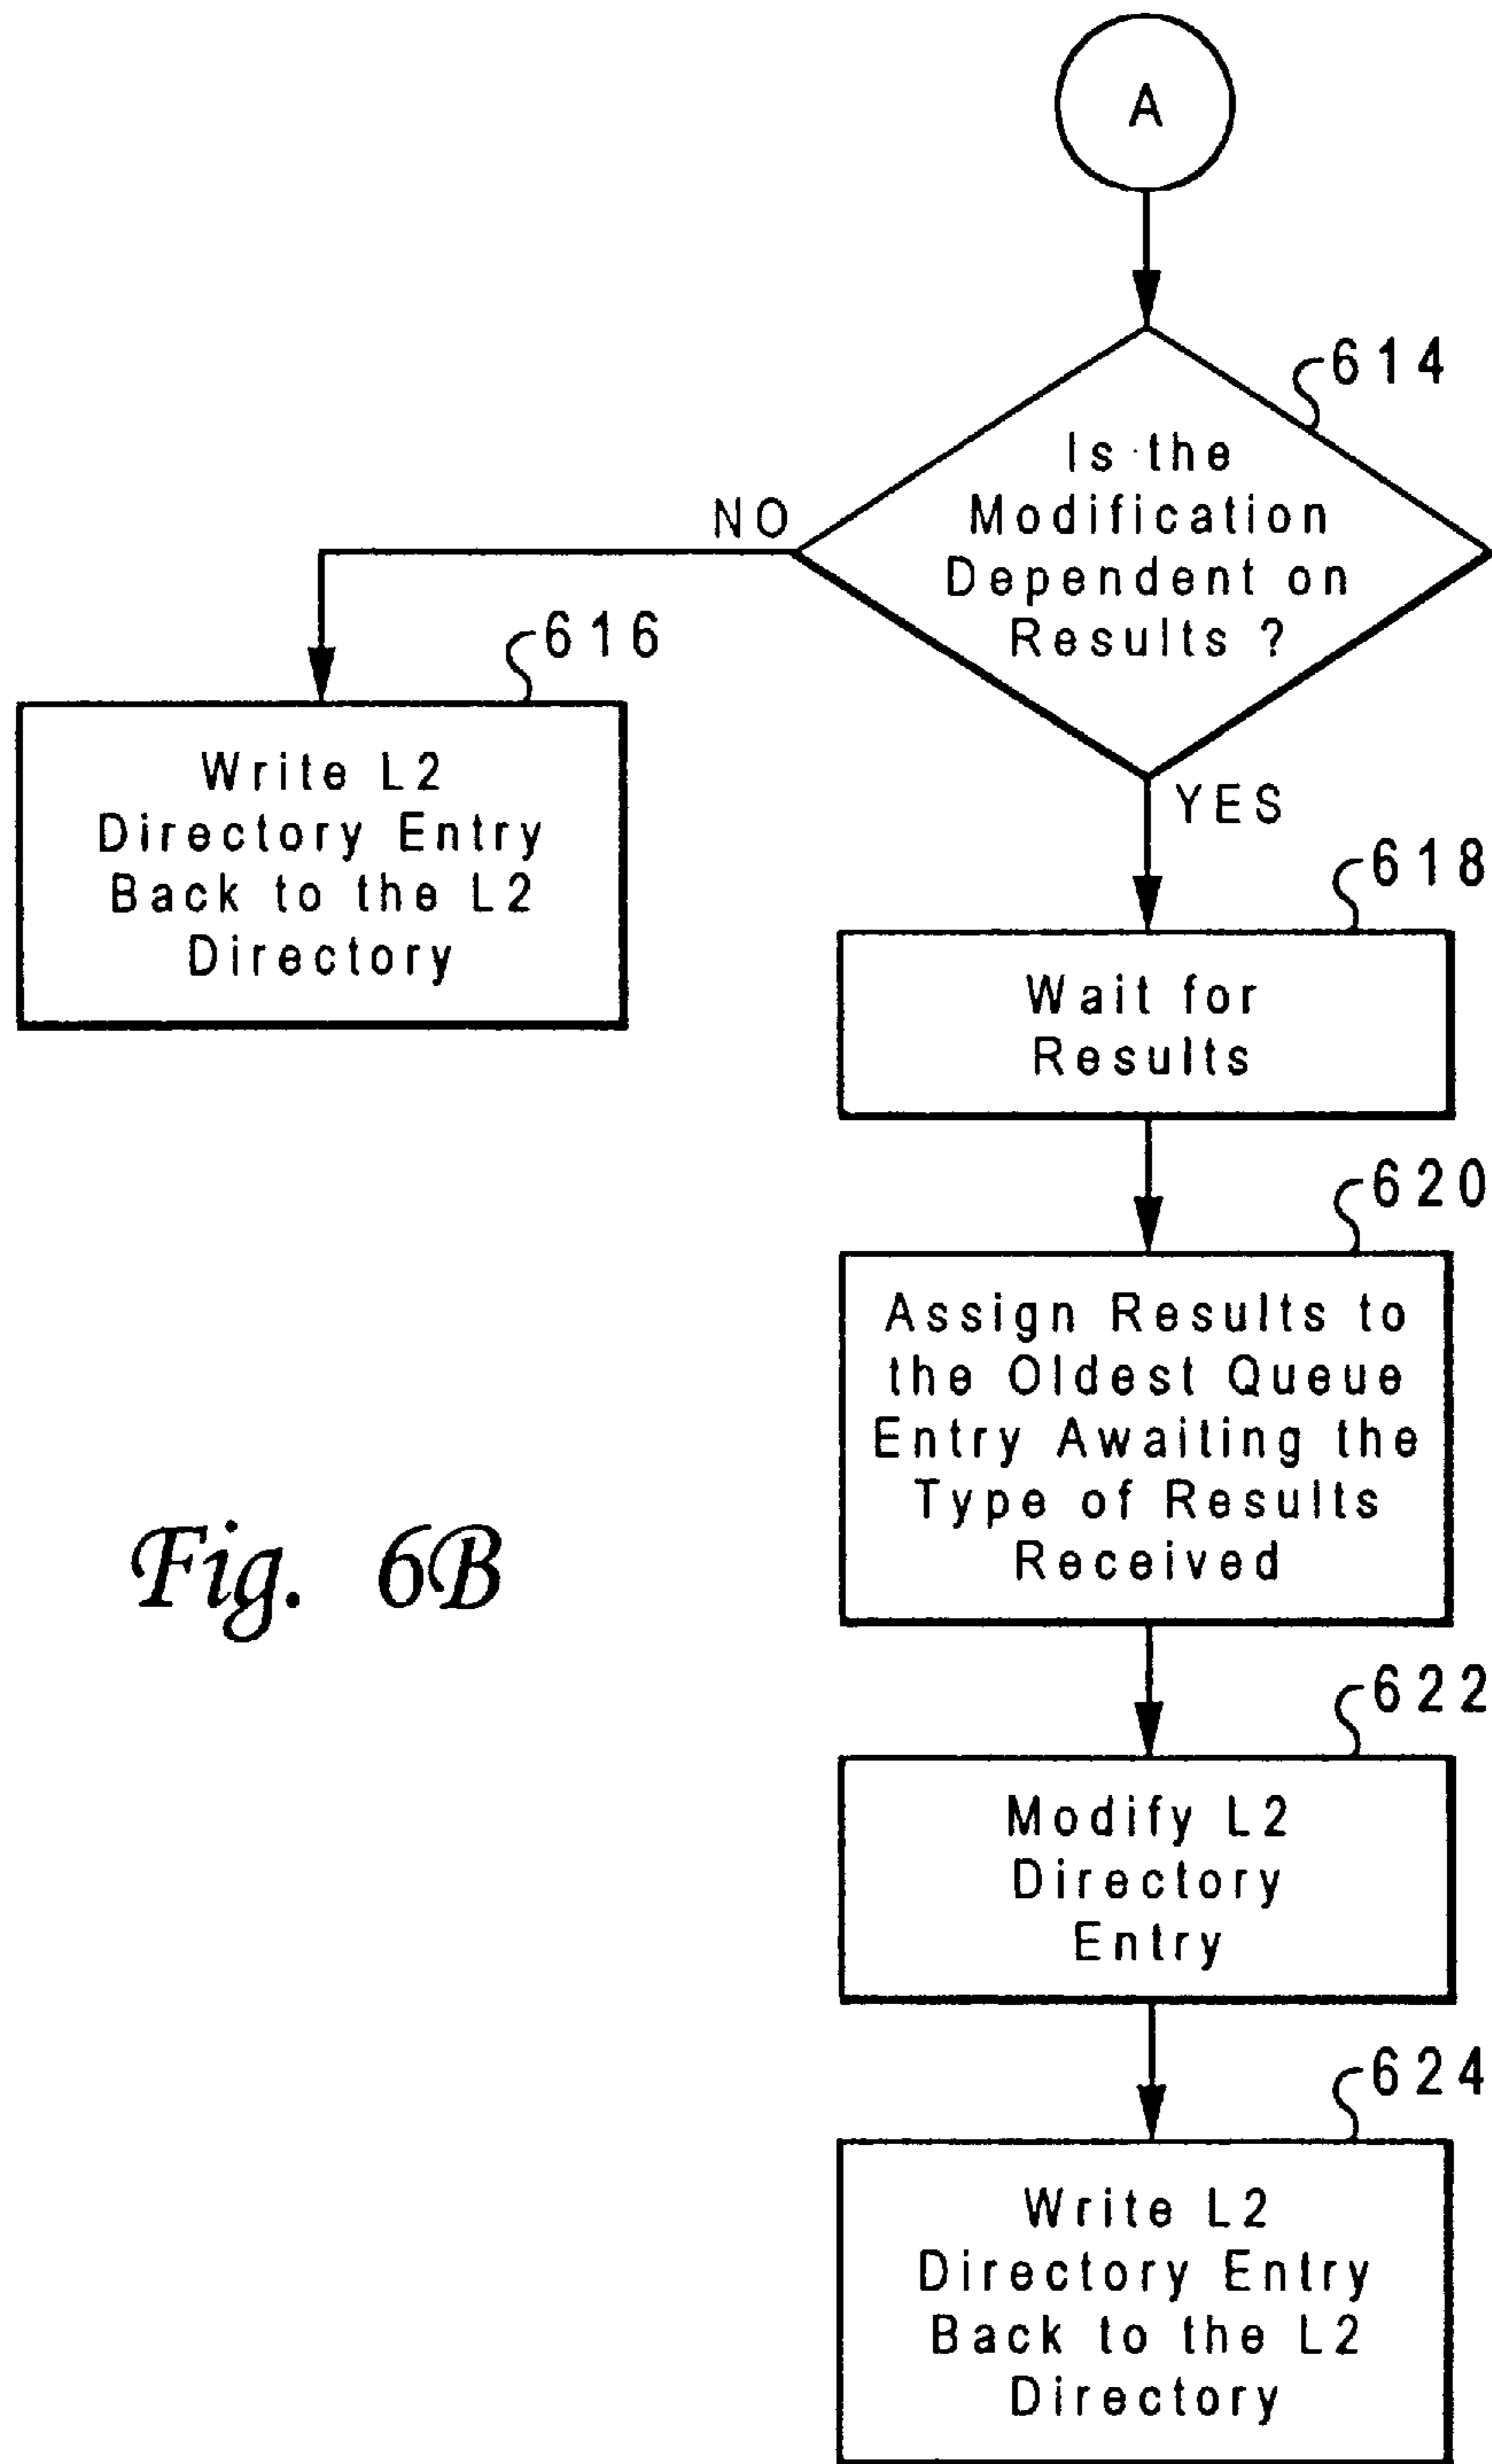 A
614
Is the
Modification
Dependent on
Results ?
NO
YES
616
Write L2
Directory Entry
Back to the L2
Directory
618
Wait for
Results
620
Assign Results to
the Oldest Queue
Entry Awaiting the
Type of Results
Received
Fig. 6B
622
Modify L2
Directory
Entry
624
Write L2
Directory Entry
Back to the L2
Directory